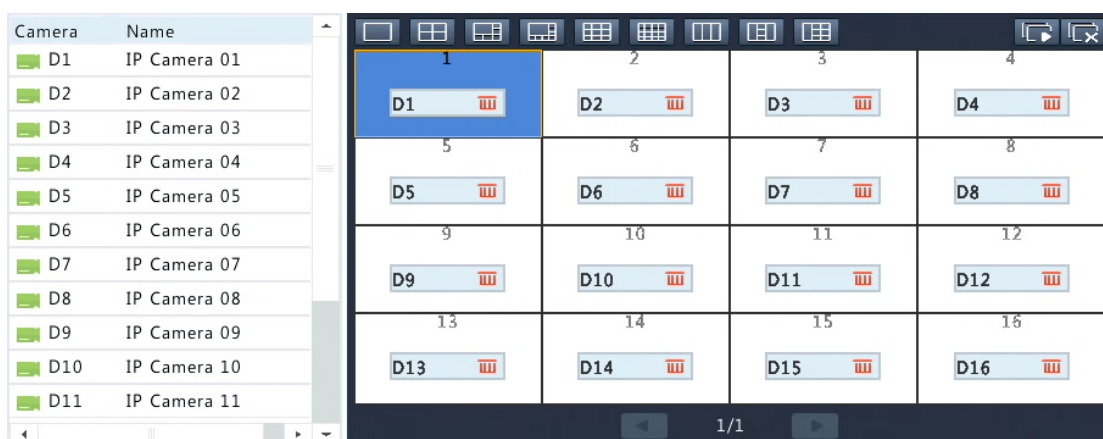 Camera Name
D1 IP Camera 01
D2 IP Camera 02
D3 IP Camera 03
D4 IP Camera 04
D5 IP Camera 05
D6 IP Camera 06
D7 IP Camera 07
D8 IP Camera 08
D9 IP Camera 09
D10 IP Camera 10
D11 IP Camera 11
1 2 3 4
D1 D2 D3 D4
5 6 7 8
D5 D6 D7 D8
9 10 11 12
D9 D10 D11 D12
13 14 15 16
D13 D14 D15 D16
1/1